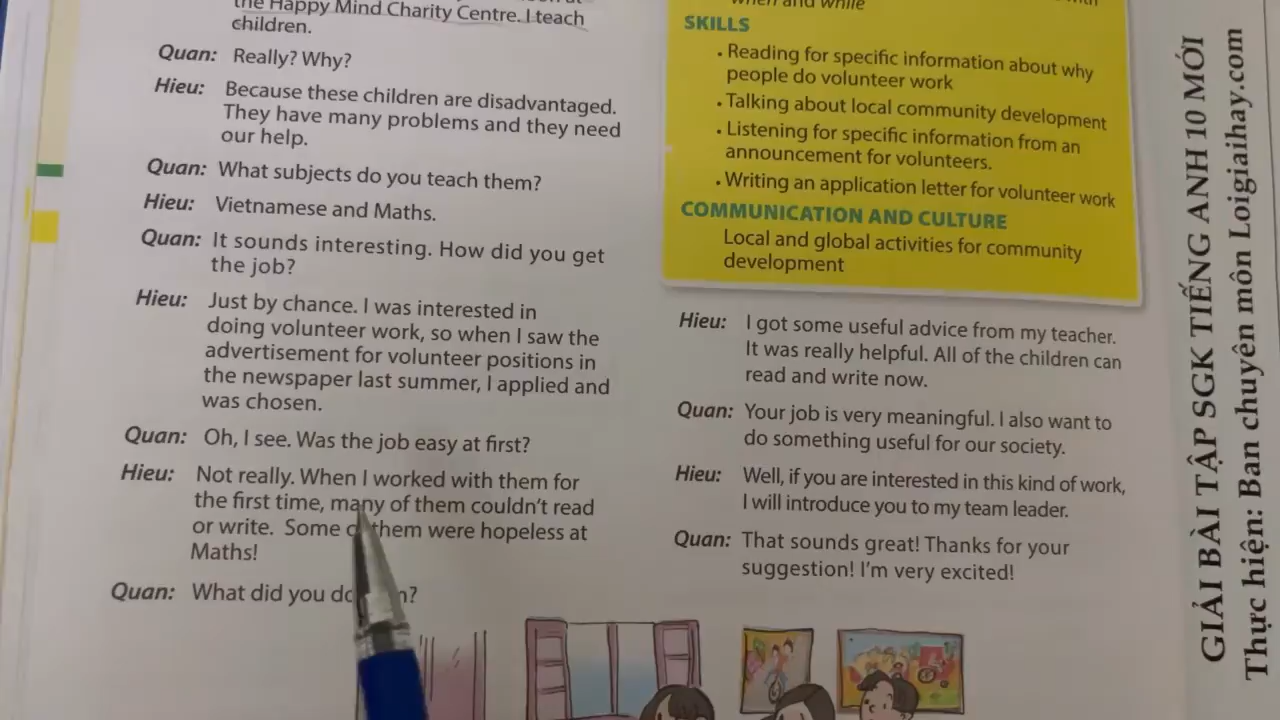 the Happy Mind Charity Centre. I teach
children.
Quan: Really? Why?
Hieu: Because these children are disadvantaged.
They have many problems and they need
our help.
Quan: What subjects do you teach them?
Hieu: Vietnamese and Maths.
Quan: It sounds interesting. How did you get
the job?
Hieu: Just by chance. I was interested in
doing volunteer work, so when I saw the
advertisement for volunteer positions in
the newspaper last summer, I applied and
was chosen.
Quan: Oh, I see. Was the job easy at first?
Hieu: Not really. When I worked with them for
the first time, many of them couldn't read
or write. Some them were hopeless at
Maths!
Quan: What did you do
when and while
SKILLS
• Reading for specific information about why
people do volunteer work
• Talking about local community development
• Listening for specific information from an
announcement for volunteers.
• Writing an application letter for volunteer work
COMMUNICATION AND CULTURE
Local and global activities for community
development
Hieu: I got some useful advice from my teacher.
It was really helpful. All of the children can
read and write now.
Quan: Your job is very meaningful. I also want to
do something useful for our society.
Hieu: Well, if you are interested in this kind of work,
I will introduce you to my team leader.
Quan: That sounds great! Thanks for your
suggestion! I'm very excited!
GIẢI BÀI TẬP SGK TIẾNG ANH 10 MỚI
Thực hiện: Ban chuyên môn Loigiaihay.com